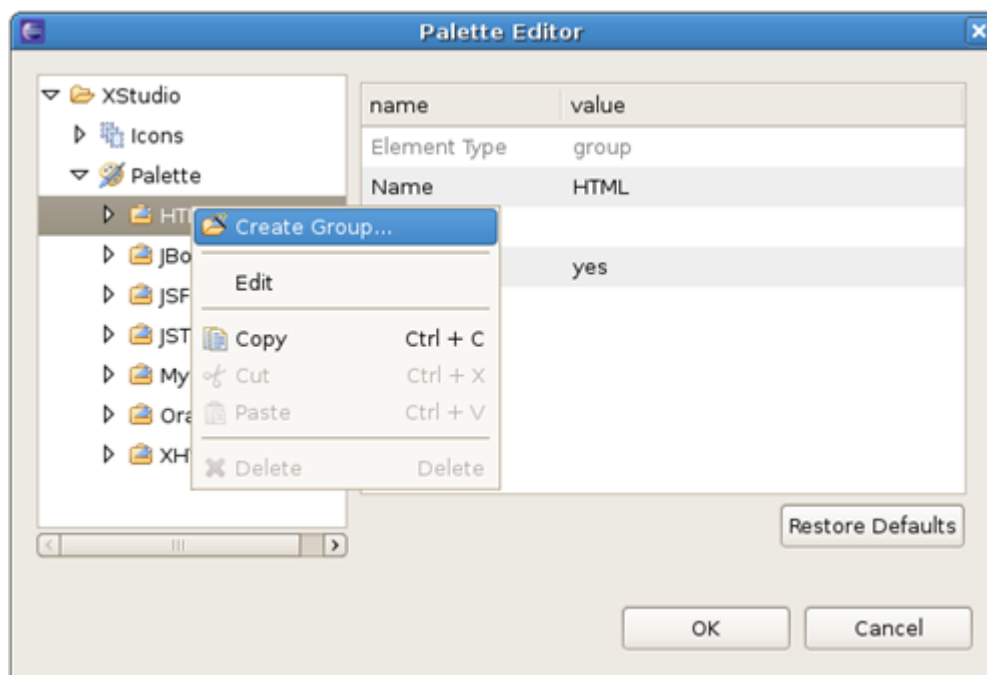 Palette Editor
XStudio
Icons
Palette
HT
JBo
JSF
JST
My
Ora
XH
name value
Element Type group
Name HTML
yes
Create Group...
Edit
Copy Ctrl + C
Cut Ctrl + X
Paste Ctrl + V
Delete Delete
Restore Defaults
OK Cancel